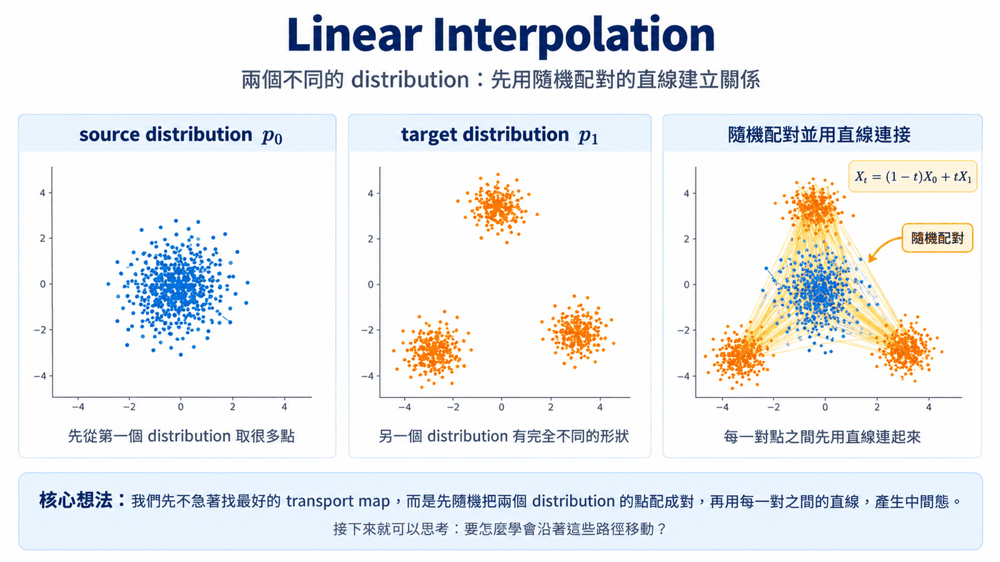 Linear Interpolation
兩個不同的 distribution：先用隨機配對的直線建立關係
source distribution p₀
4
2
0
−2
−4
−4 −2 0 2 4
先從第一個 distribution 取很多點
target distribution p₁
4
2
0
−2
−4
−4 −2 0 2 4
另一個 distribution 有完全不同的形狀
隨機配對並用直線連接
Xₜ = (1 − t)X₀ + tX₁
隨機配對
4
2
0
−2
−4
−4 −2 0 2 4
每一對點之間先用直線連起來
核心想法：我們先不急著找最好的 transport map，而是先隨機把兩個 distribution 的點配成對，再用每一對之間的直線，產生中間態。
接下來就可以思考：要怎麼學會沿著這些路徑移動？